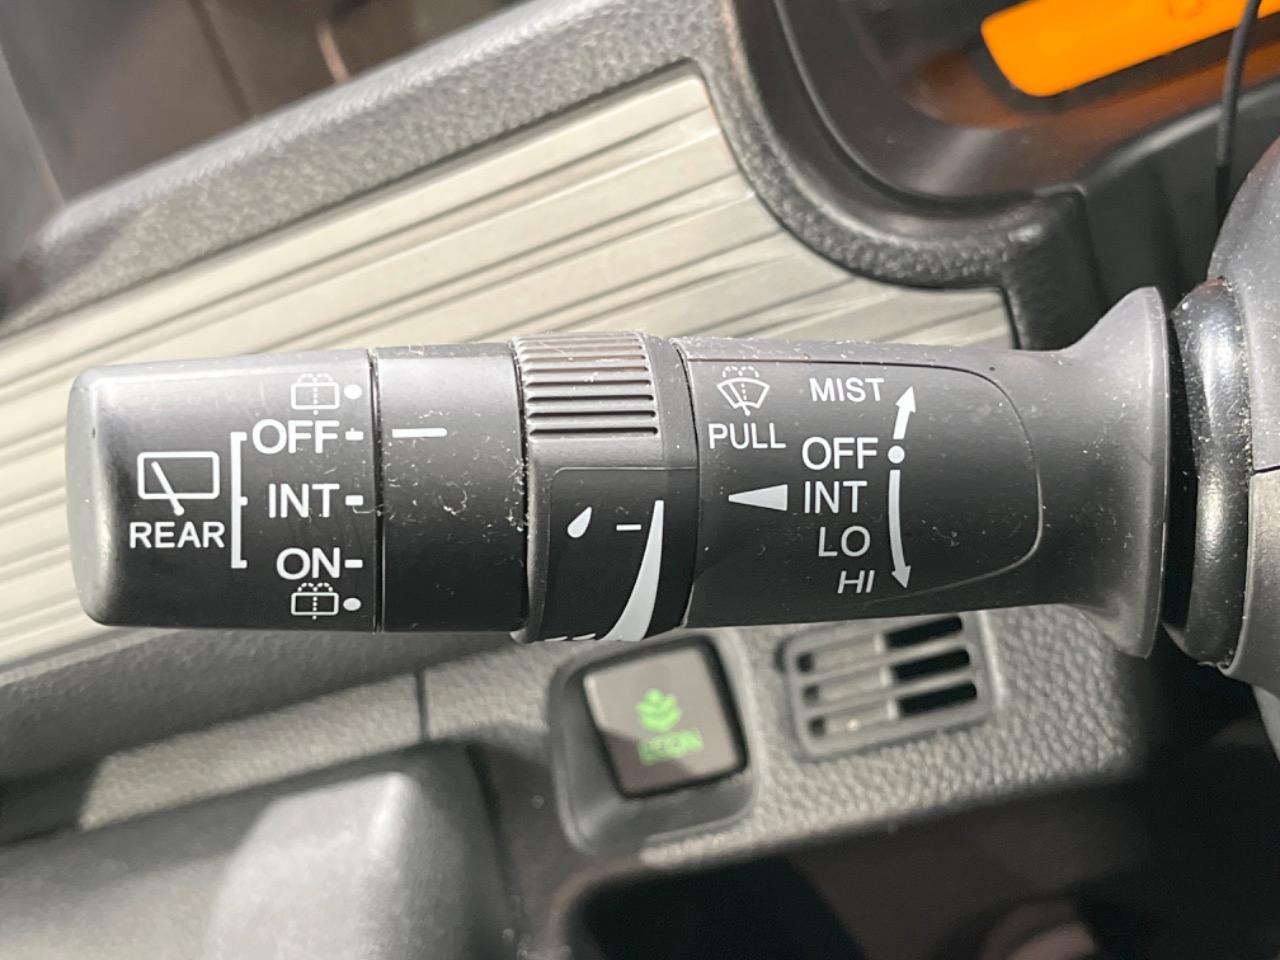 OFF
INT
REAR
ON
PULL
MIST
OFF
INT
LO
HI
ECON